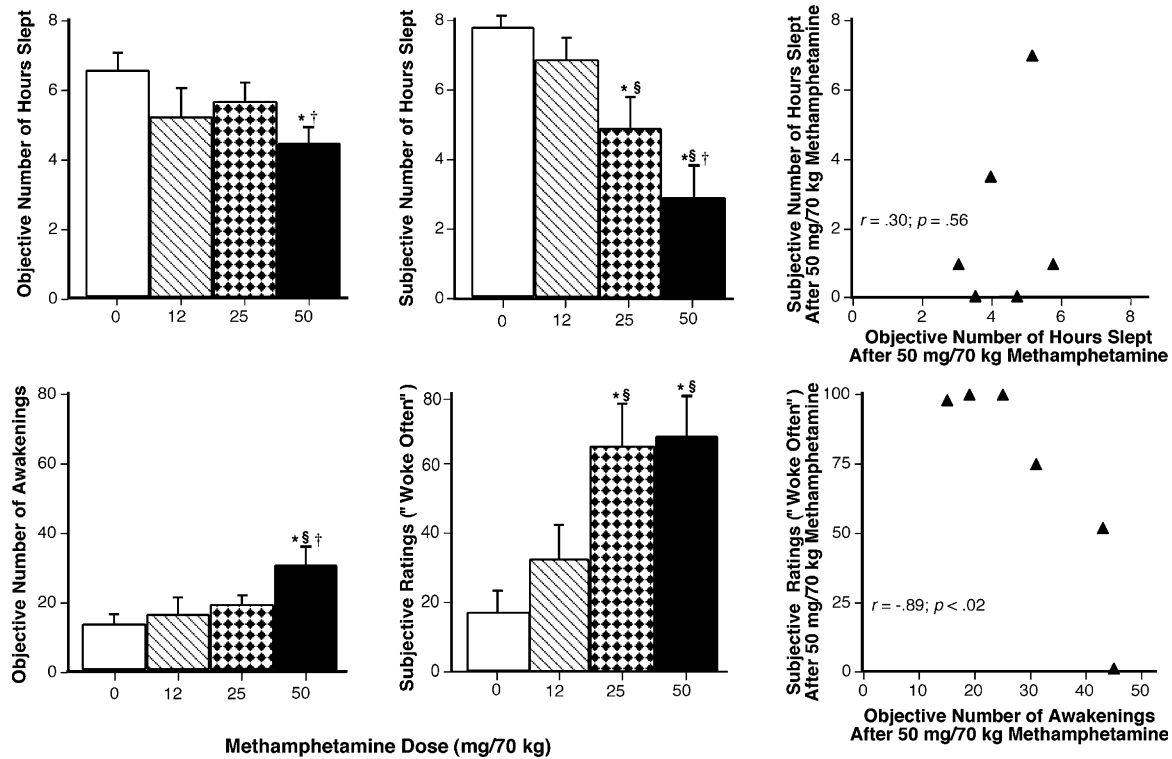 Objective Number of Hours Slept
8
6
4
2
0
* †
0 12 25 50
Subjective Number of Hours Slept
8
6
4
2
0
* §
*§ †
0 12 25 50
Subjective Number of Hours Slept
After 50 mg/70 kg Methamphetamine
8
6
4
2
0
r = .30; p = .56
0 2 4 6 8
Objective Number of Hours Slept
After 50 mg/70 kg Methamphetamine
Objective Number of Awakenings
80
60
40
20
0
*§ †
0 12 25 50
Subjective Ratings ("Woke Often")
80
60
40
20
0
* §
* §
0 12 25 50
Subjective Ratings ("Woke Often")
After 50 mg/70 kg Methamphetamine
100
75
50
25
0
r = -.89; p < .02
0 10 20 30 40 50
Objective Number of Awakenings
After 50 mg/70 kg Methamphetamine
Methamphetamine Dose (mg/70 kg)